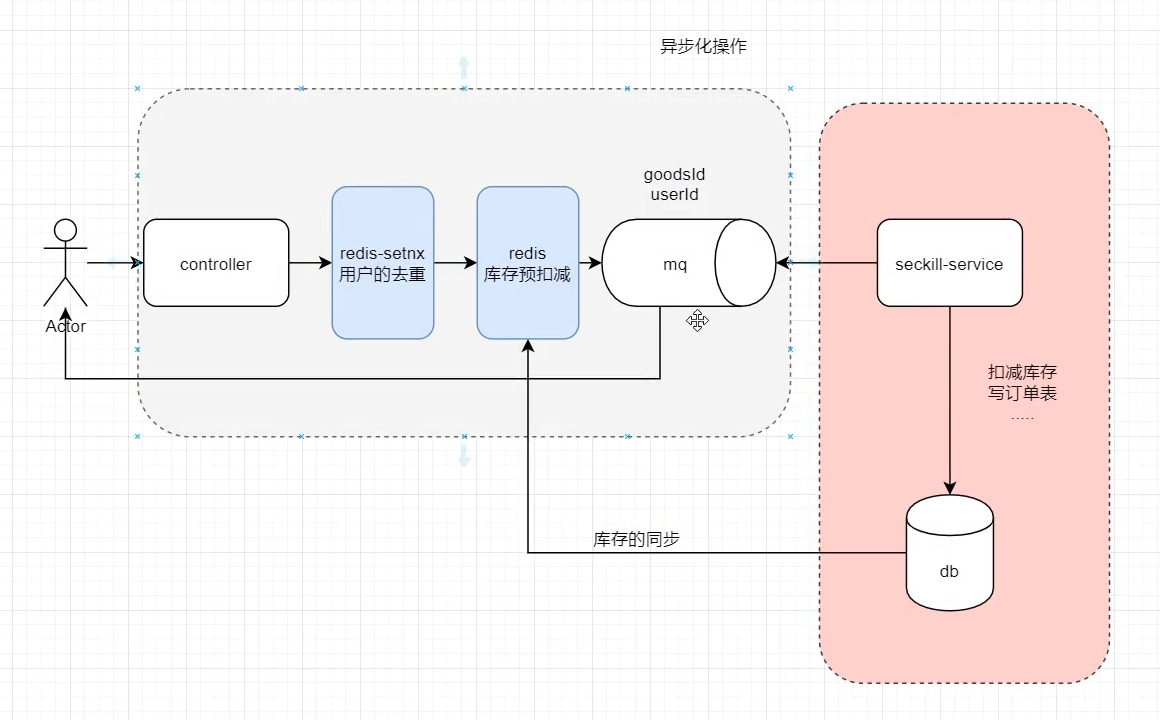 异步化操作
goodsId
userId
controller
redis-setnx
用户的去重
redis
库存预扣减
mq
seckill-service
Actor
扣减库存
写订单表
.....
库存的同步
db